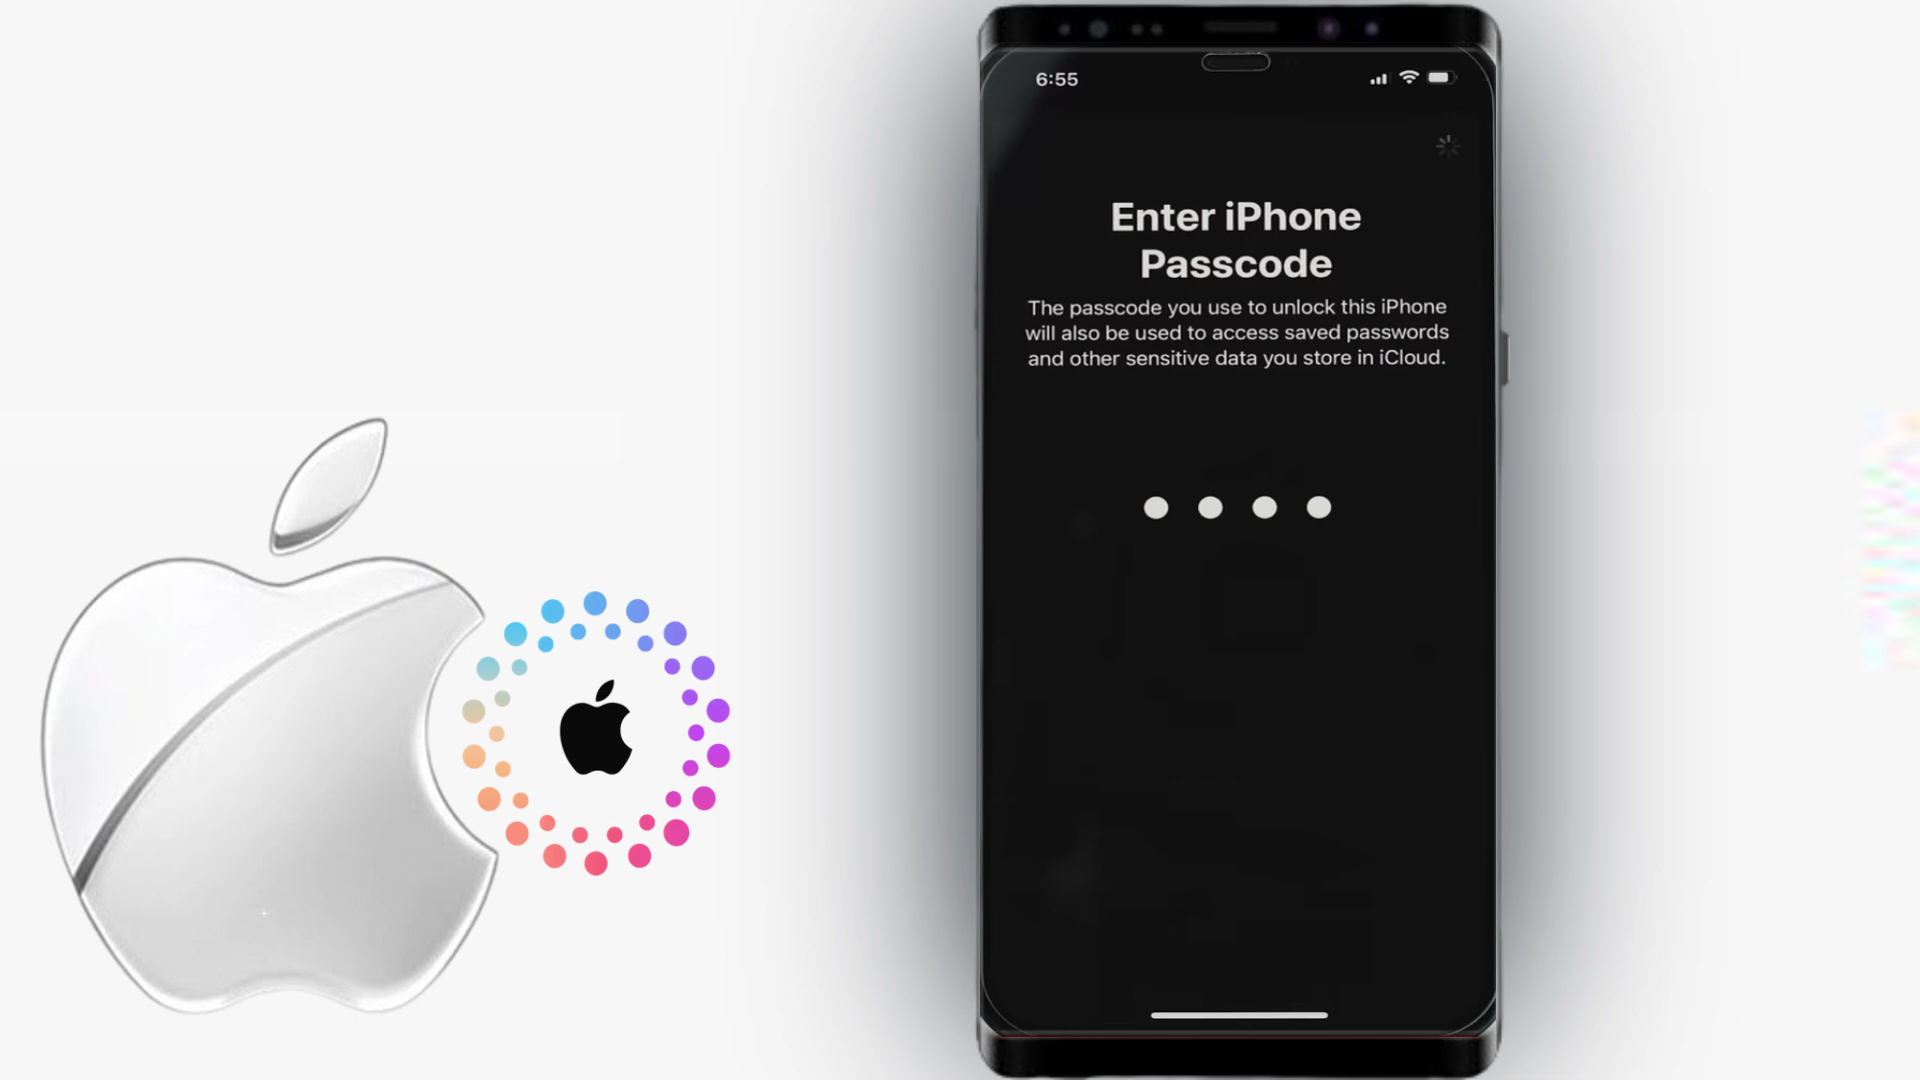 6:55
Enter iPhone
Passcode
The passcode you use to unlock this iPhone
will also be used to access saved passwords
and other sensitive data you store in iCloud.